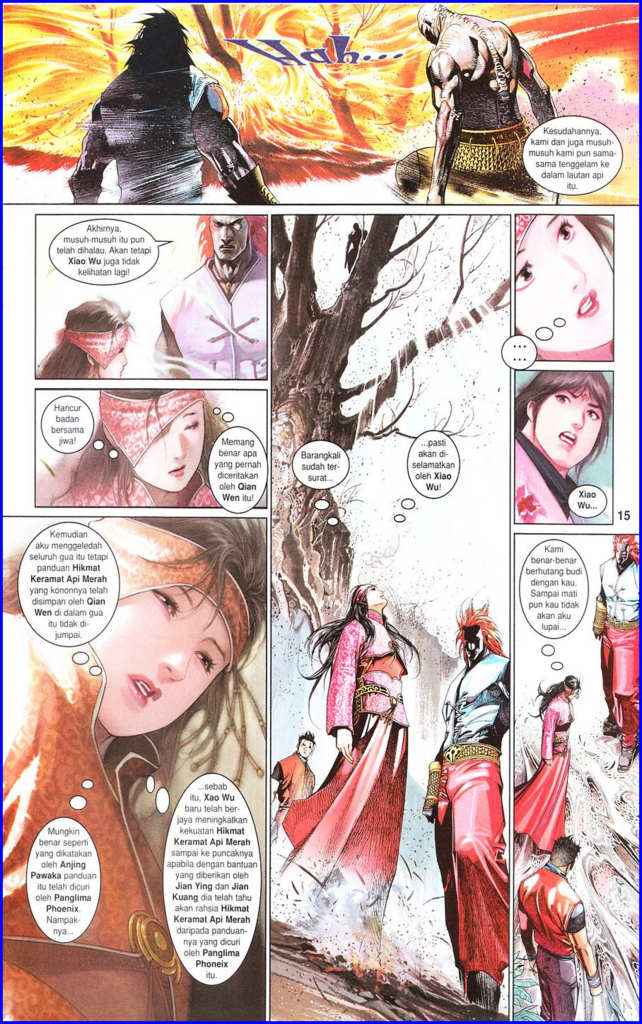 Hah...
Kesudahannya,
kami dan juga musuh-
musuh kami pun sama-
sama tenggelam ke
dalam lautan api
itu.
Akhirnya,
musuh-musuh itu pun
telah dihalau. Akan tetapi
Xiao Wu juga tidak
kelihatan lagi!
Hancur
badan
bersama
jiwa!
Memang
benar apa
yang pernah
diceritakan
oleh Qian
Wen itu!
Kemudian
aku menggeledah
seluruh gua itu tetapi
panduan Hikmat
Keramat Api Merah
yang kononnya telah
disimpan oleh Qian
Wen di dalam gua
itu tidak di-
jumpai.
Mungkin
benar seperti
yang dikatakan
oleh Anjing
Pawaka panduan
itu telah dicuri
oleh Panglima
Phoenix.
Nampak-
nya...
...sebab
itu, Xao Wu
baru telah ber-
jaya meningkatkan
kekuatan Hikmat
Keramat Api Merah
sampai ke puncaknya
apabila dengan bantuan
yang diberikan oleh
Jian Ying dan Jian
Kuang dia telah tahu
akan rahsia Hikmat
Keramat Api Merah
daripada panduan-
nya yang dicuri
oleh Panglima
Phoneix
itu.
Barangkali
sudah ter-
surat...
...pasti
akan di-
selamatkan
oleh Xiao
Wu!
...
...
Xiao
Wu...
15
Kami
benar-benar
berhutang budi
dengan kau.
Sampai mati
pun kau tidak
akan aku
lupai...